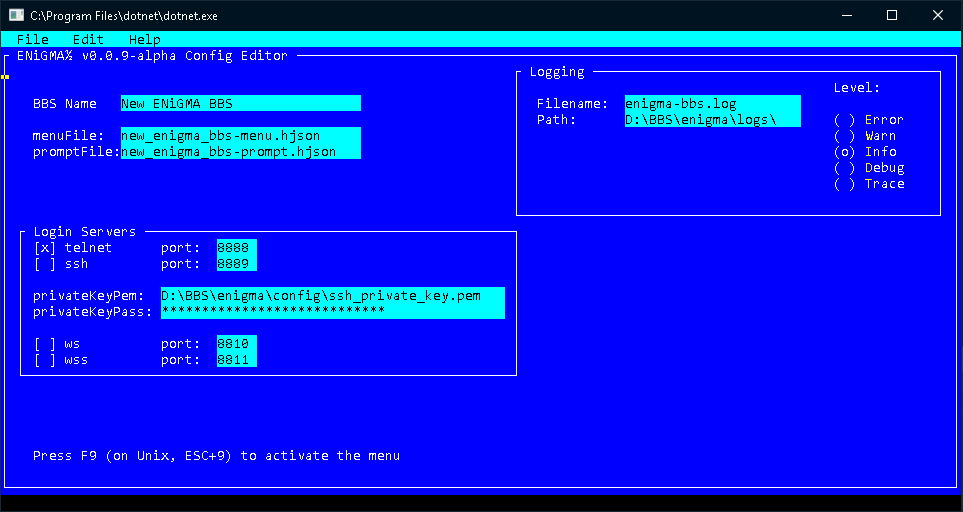 C:\Program Files\dotnet\dotnet.exe
File Edit Help
ENiGMA½ v0.0.9-alpha Config Editor
BBS Name New ENiGMA BBS
menuFile: new_enigma_bbs-menu.hjson
promptFile: new_enigma_bbs-prompt.hjson
Logging
Level:
Filename: enigma-bbs.log
Path: D:\BBS\enigma\logs\
( ) Error
( ) Warn
(o) Info
( ) Debug
( ) Trace
Login Servers
[x] telnet port: 8888
[ ] ssh port: 8889
privateKeyPem: D:\BBS\enigma\config\ssh_private_key.pem
privateKeyPass: ****************************
[ ] ws port: 8810
[ ] wss port: 8811
Press F9 (on Unix, ESC+9) to activate the menu